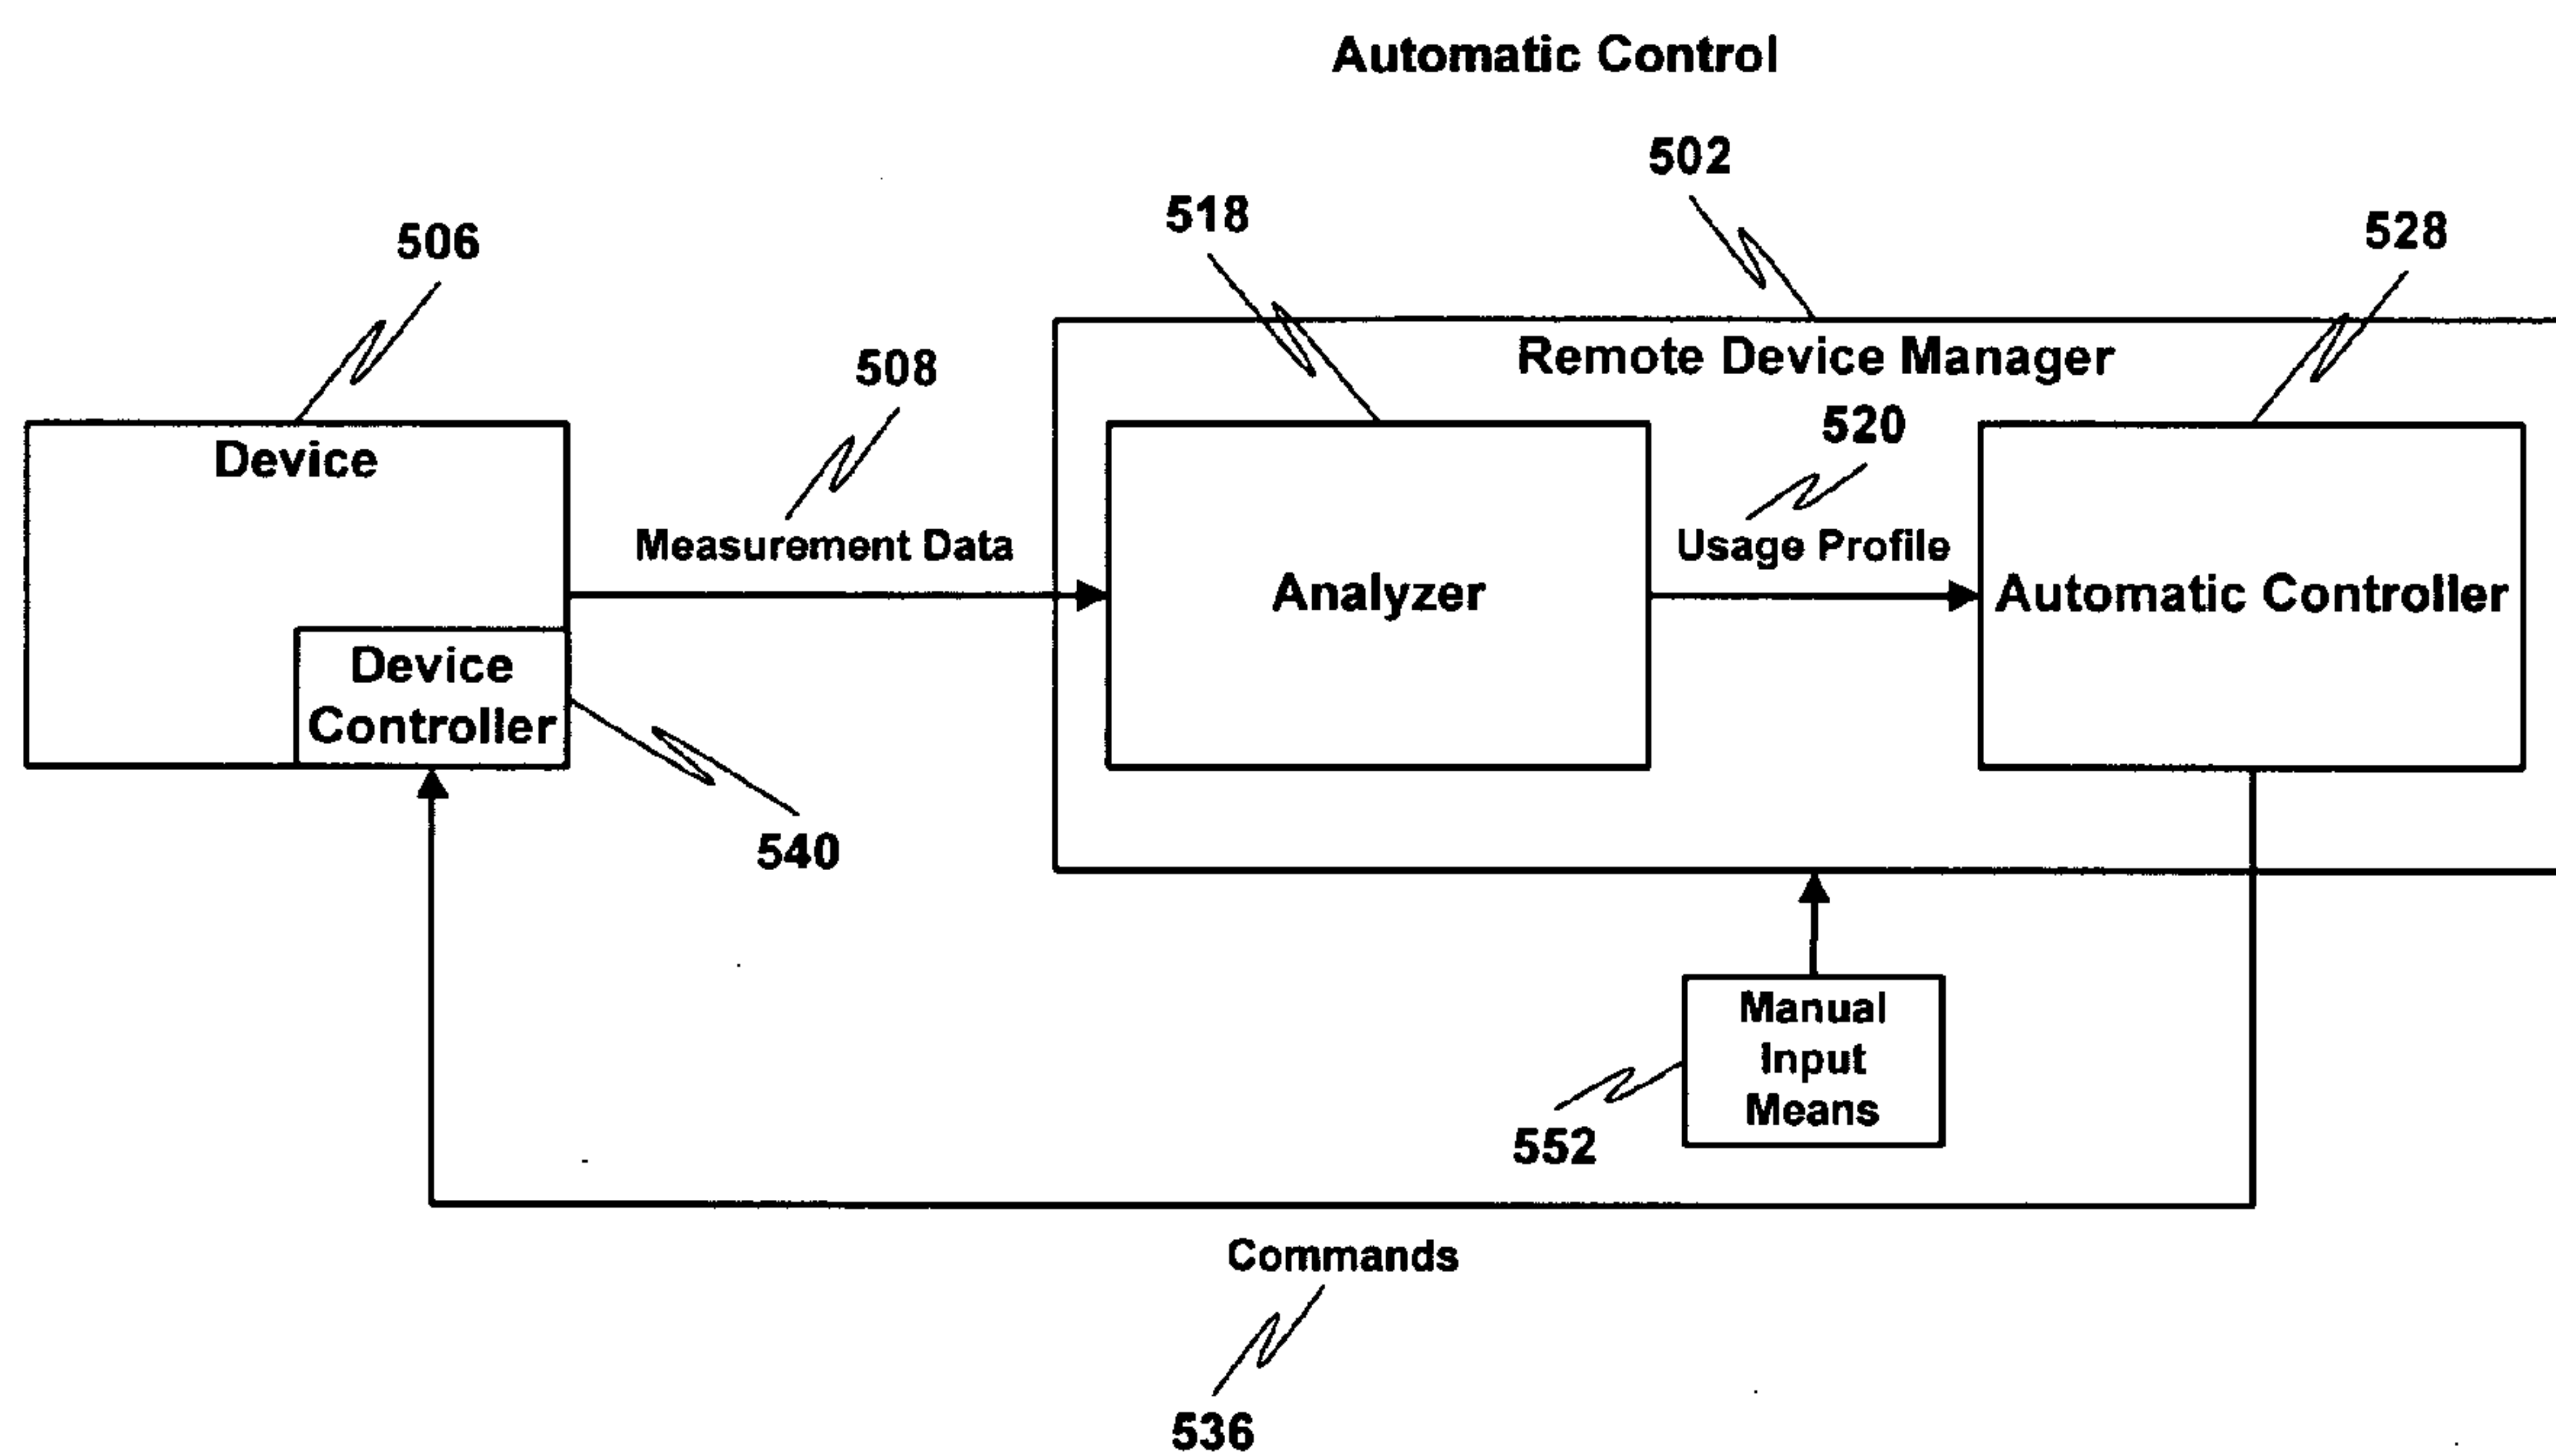 Automatic Control
502
518
528
506
Remote Device Manager
508
520
Device
Measurement Data
Usage Profile
Analyzer
Automatic Controller
Device
Controller
540
Manual
Input
Means
552
Commands
536